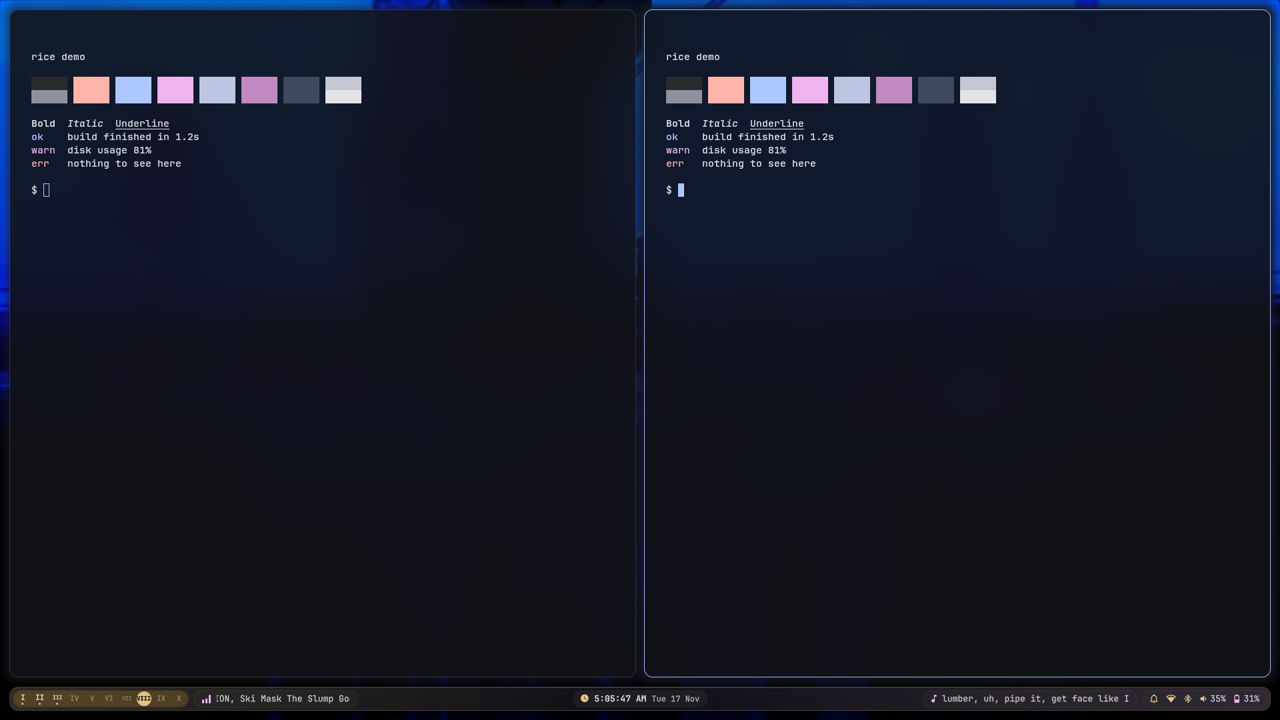 rice demo
Bold Italic Underline
ok build finished in 1.2s
warn disk usage 81%
err nothing to see here
$
rice demo
Bold Italic Underline
ok build finished in 1.2s
warn disk usage 81%
err nothing to see here
$
I II III IV V VI VII VIII IX X
ION, Ski Mask The Slump Go
5:05:47 AM Tue 17 Nov
lumber, uh, pipe it, get face like I
35%
31%